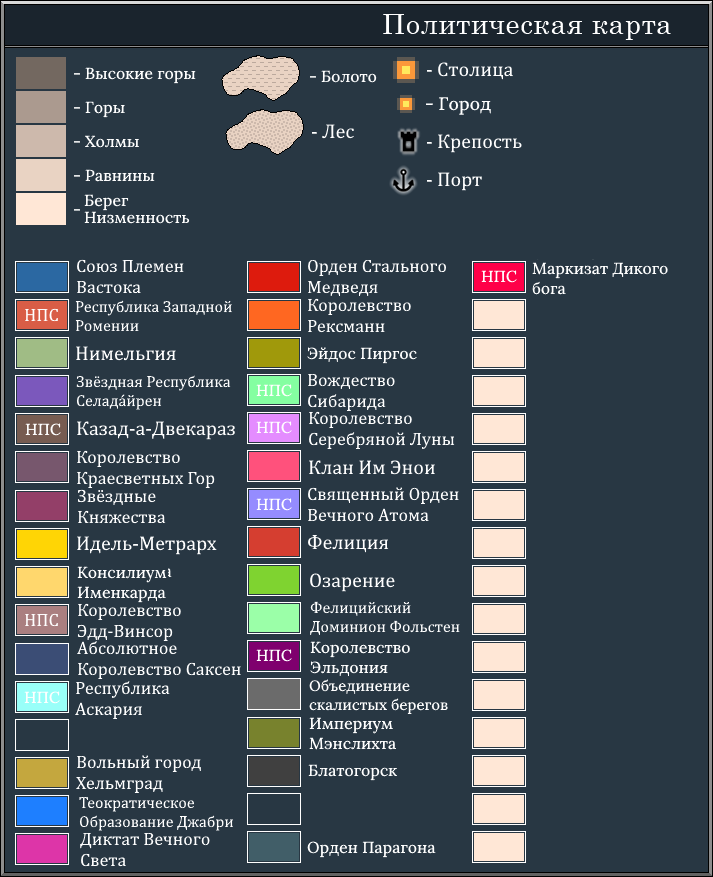 Политическая карта
- Высокие горы
- Горы
- Холмы
- Равнины
- Берег
Низменность
- Болото
- Лес
- Столица
- Город
- Крепость
- Порт
Союз Племен
Вастока
НПС
Республика Западной
Ромении
Нимельгия
Звёздная Республика
Селада́йрен
НПС
Казад-а-Двекараз
Королевство
Краесветных Гор
Звёздные
Княжества
Идель-Метрарх
Консилиум
Именкарда
НПС
Королевство
Эдд-Винсор
Абсолютное
Королевство Саксен
НПС
Республика
Аскария
Вольный город
Хельмград
Теократическое
Образование Джабри
Диктат Вечного
Света
Орден Стального
Медведя
Королевство
Рексманн
Эйдос Пиргос
НПС
Вождество
Сибарида
НПС
Королевство
Серебряной Луны
Клан Им Энои
НПС
Священный Орден
Вечного Атома
Фелиция
Озарение
Фелицийский
Доминион Фольстен
НПС
Королевство
Эльдония
Объединение
скалистых берегов
Империум
Мэнслихта
Блатогорск
Орден Парагона
НПС
Маркизат Дикого
бога